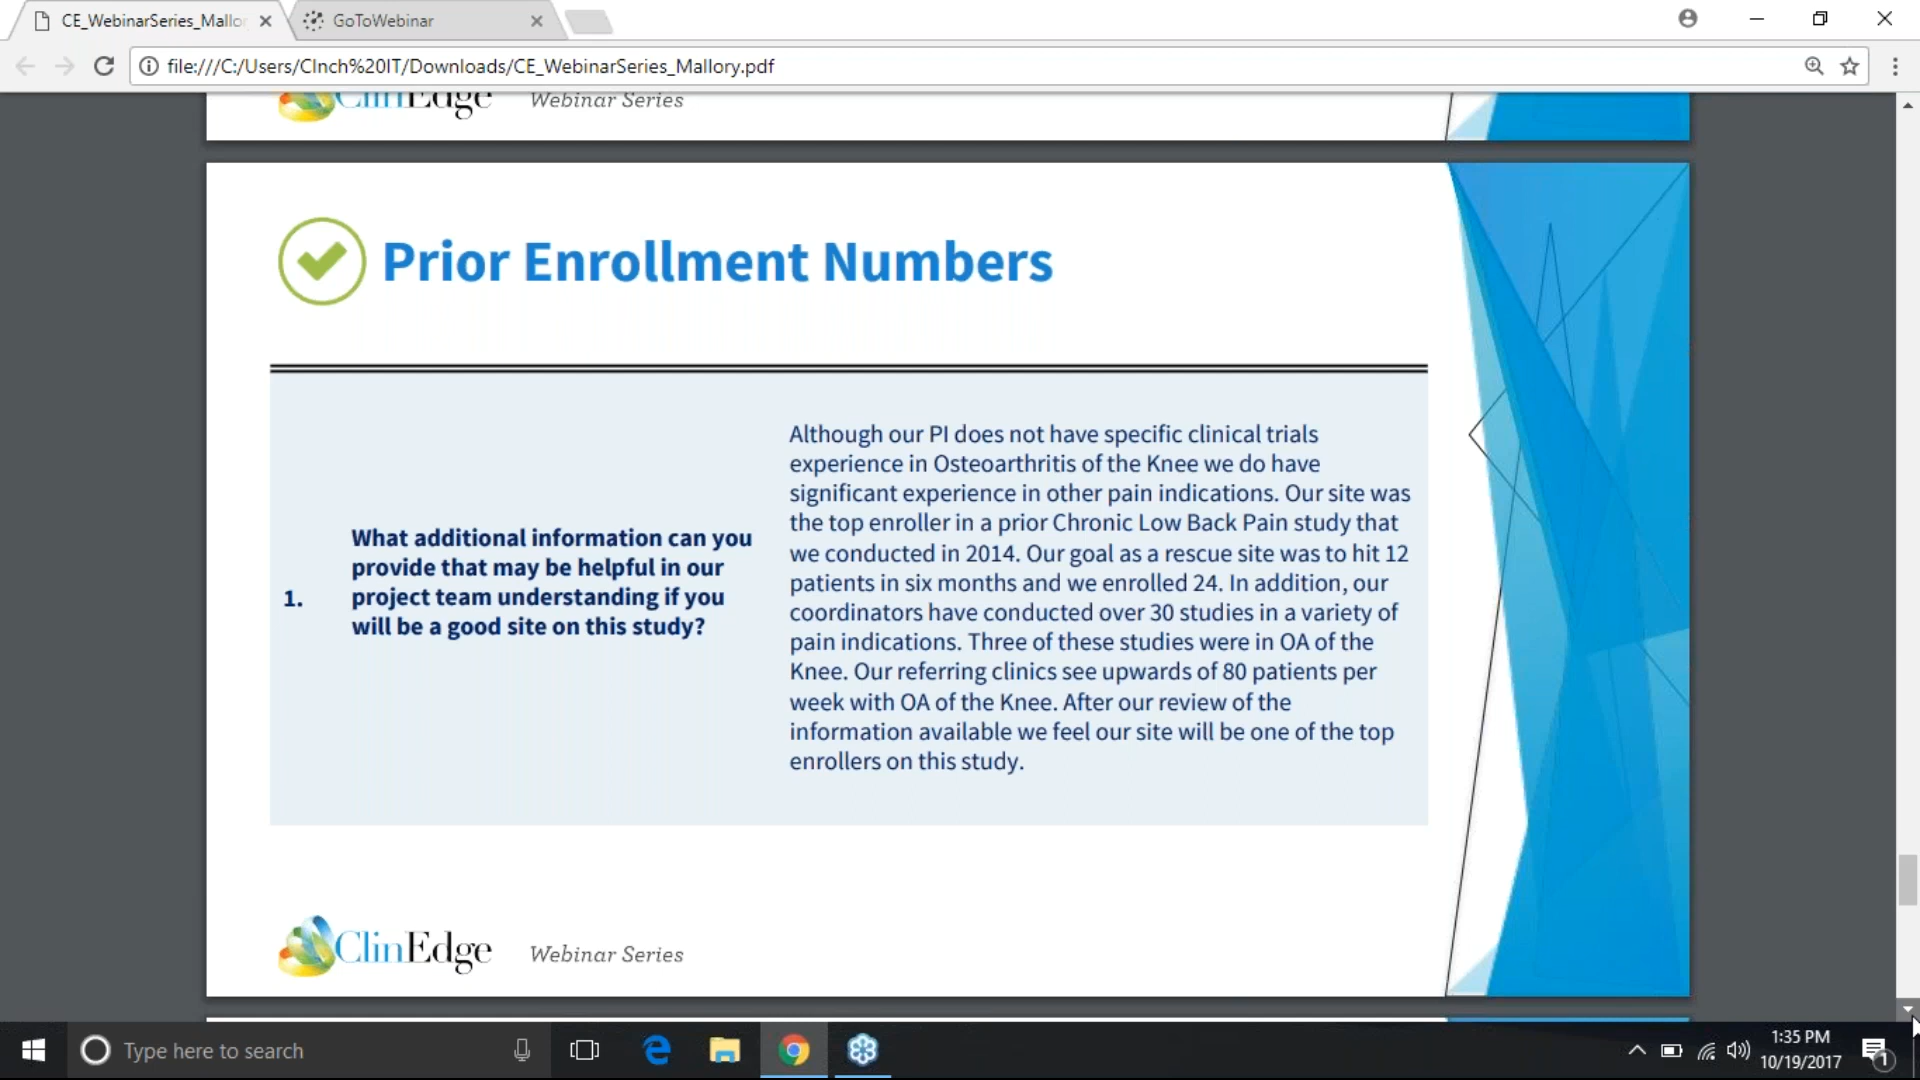 CE_WebinarSeries_Mallo
GoToWebinar
file:///C:/Users/CInch%20IT/Downloads/CE_WebinarSeries_Mallory.pdf
ClinEdge Webinar Series
Prior Enrollment Numbers
1.
What additional information can you
provide that may be helpful in our
project team understanding if you
will be a good site on this study?
Although our PI does not have specific clinical trials
experience in Osteoarthritis of the Knee we do have
significant experience in other pain indications. Our site was
the top enroller in a prior Chronic Low Back Pain study that
we conducted in 2014. Our goal as a rescue site was to hit 12
patients in six months and we enrolled 24. In addition, our
coordinators have conducted over 30 studies in a variety of
pain indications. Three of these studies were in OA of the
Knee. Our referring clinics see upwards of 80 patients per
week with OA of the Knee. After our review of the
information available we feel our site will be one of the top
enrollers on this study.
ClinEdge Webinar Series
Type here to search
1:35 PM
10/19/2017
1